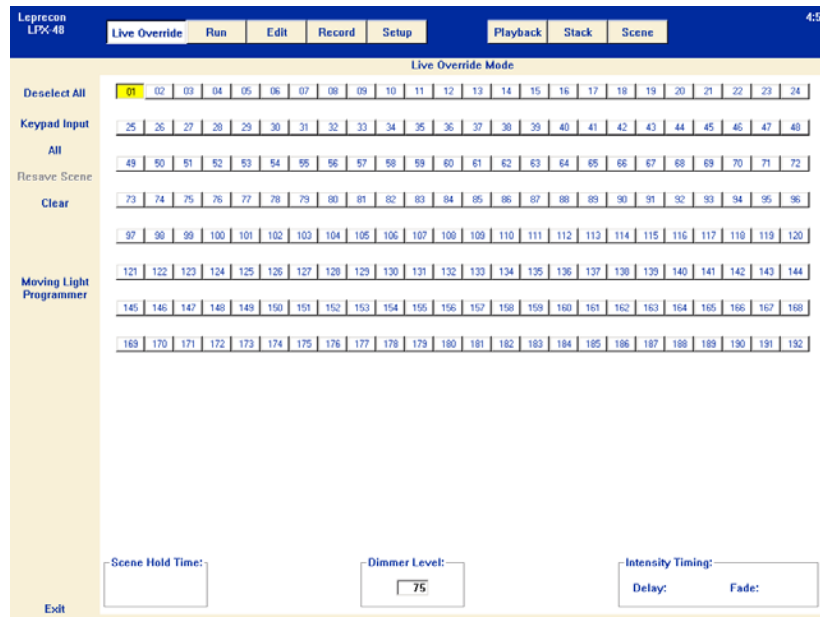 Leprecon
LPX-48
Live Override Run Edit Record Setup Playback Stack Scene
4:5
Live Override Mode
Deselect All
Keypad Input
All
Resave Scene
Clear
Moving Light
Programmer
Exit
01 02 03 04 05 06 07 08 09 10 11 12 13 14 15 16 17 18 19 20 21 22 23 24
25 26 27 28 29 30 31 32 33 34 35 36 37 38 39 40 41 42 43 44 45 46 47 48
49 50 51 52 53 54 55 56 57 58 59 60 61 62 63 64 65 66 67 68 69 70 71 72
73 74 75 76 77 78 79 80 81 82 83 84 85 86 87 88 89 90 91 92 93 94 95 96
97 98 99 100 101 102 103 104 105 106 107 108 109 110 111 112 113 114 115 116 117 118 119 120
121 122 123 124 125 126 127 128 129 130 131 132 133 134 135 136 137 138 139 140 141 142 143 144
145 146 147 148 149 150 151 152 153 154 155 156 157 158 159 160 161 162 163 164 165 166 167 168
169 170 171 172 173 174 175 176 177 178 179 180 181 182 183 184 185 186 187 188 189 190 191 192
Scene Hold Time:
Dimmer Level:
75
Intensity Timing:
Delay: Fade: